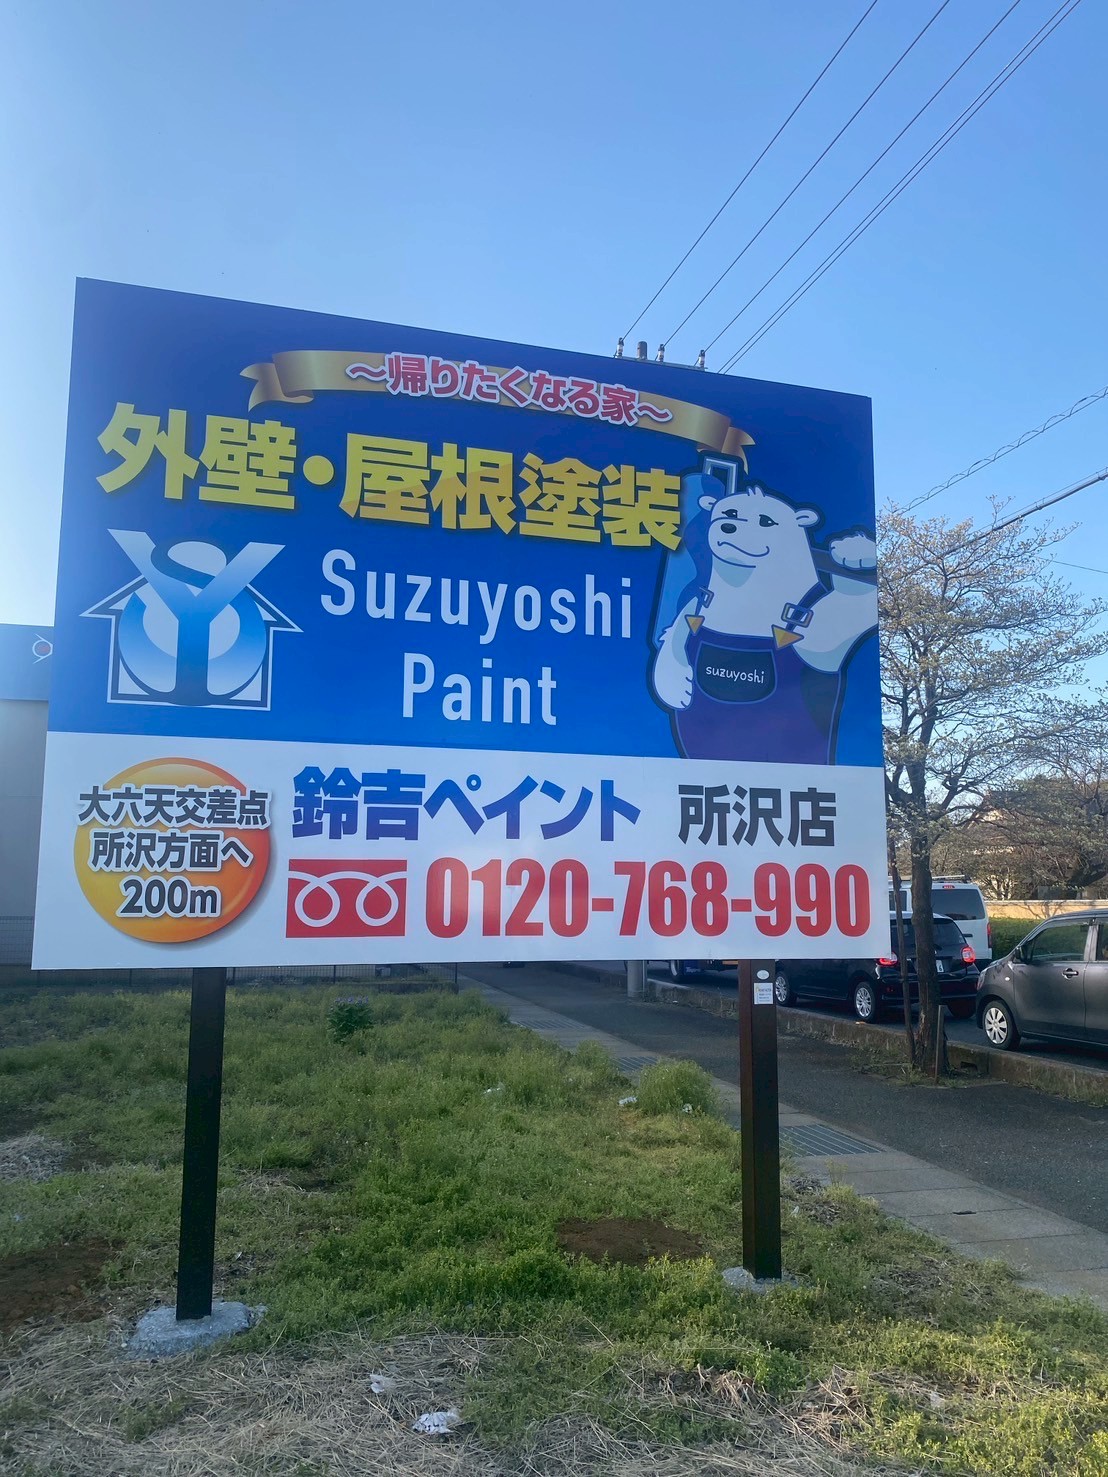 ～帰りたくなる家～
外壁・屋根塗装
Suzuyoshi
Paint
suzuyoshi
大六天交差点
所沢方面へ
200m
鈴吉ペイント 所沢店
0120-768-990